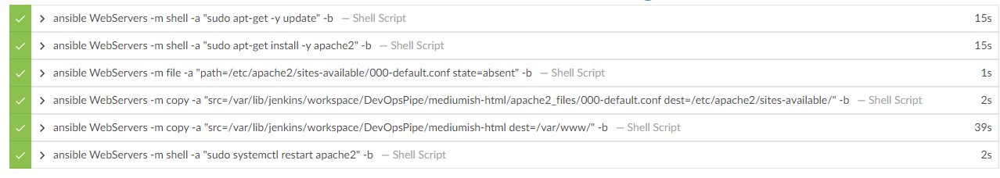 ansible WebServers -m shell -a "sudo apt-get -y update" -b — Shell Script 15s
ansible WebServers -m shell -a "sudo apt-get install -y apache2" -b — Shell Script 15s
ansible WebServers -m file -a "path=/etc/apache2/sites-available/000-default.conf state=absent" -b — Shell Script 1s
ansible WebServers -m copy -a "src=/var/lib/jenkins/workspace/DevOpsPipe/mediumish-html/apache2_files/000-default.conf dest=/etc/apache2/sites-available/" -b — Shell Script 2s
ansible WebServers -m copy -a "src=/var/lib/jenkins/workspace/DevOpsPipe/mediumish-html dest=/var/www/" -b — Shell Script 39s
ansible WebServers -m shell -a "sudo systemctl restart apache2" -b — Shell Script 2s